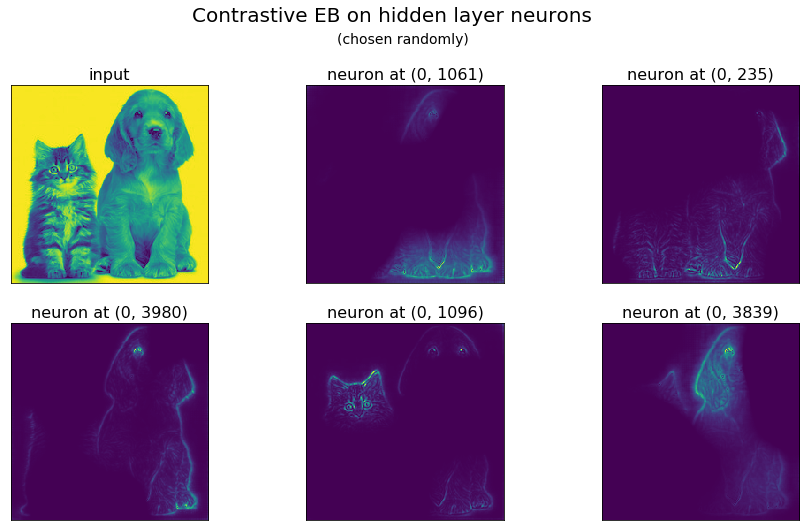 Contrastive EB on hidden layer neurons
(chosen randomly)
input
neuron at (0, 1061)
neuron at (0, 235)
neuron at (0, 3980)
neuron at (0, 1096)
neuron at (0, 3839)